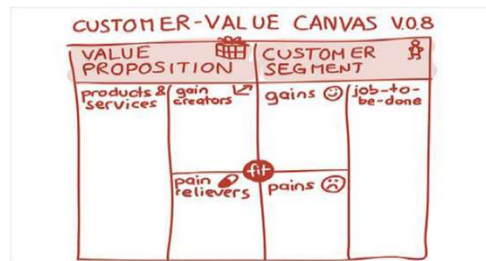 CUSTOMER-VALUE CANVAS V.0.8
VALUE
PROPOSITION
CUSTOMER
SEGMENT
products &
services
gain
creators
gains
job-to-
be-done
fit
pain
relievers
pains